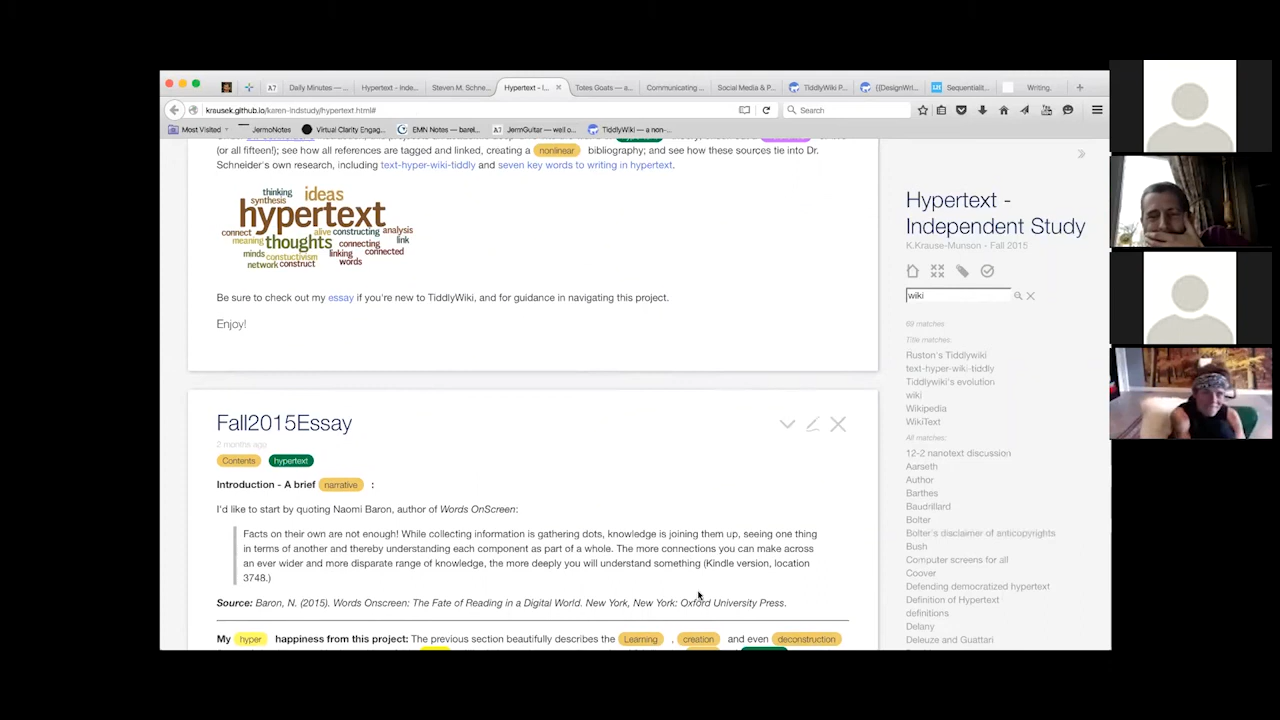 Daily Minutes —...
Hypertext - Inde...
Steven M. Schne...
Hypertext - I...
Totes Goats — a...
Communicating ...
Social Media & P...
TiddlyWiki P...
{{DesignWri...
Sequentialit...
Writing.
krausek.github.io/karen-indstudy/hypertext.html#
Search
Most Visited
JermoNotes
Virtual Clarity Engag...
EMN Notes — barel...
JermGuitar — well o...
TiddlyWiki — a non-...
(or all fifteen!); see how all references are tagged and linked, creating a nonlinear bibliography; and see how these sources tie into Dr.
Schneider's own research, including text-hyper-wiki-tiddly and seven key words to writing in hypertext.
thinking
ideas
synthesis
hypertext
connect
alive
constructing
analysis
meaning
thoughts
connecting
link
minds
constuctivism
linking
connected
network
construct
words
Be sure to check out my essay if you're new to TiddlyWiki, and for guidance in navigating this project.
Enjoy!
Fall2015Essay
2 months ago
Contents
hypertext
Introduction - A brief narrative :
I'd like to start by quoting Naomi Baron, author of Words OnScreen:
Facts on their own are not enough! While collecting information is gathering dots, knowledge is joining them up, seeing one thing
in terms of another and thereby understanding each component as part of a whole. The more connections you can make across
an ever wider and more disparate range of knowledge, the more deeply you will understand something (Kindle version, location
3748.)
Source: Baron, N. (2015). Words Onscreen: The Fate of Reading in a Digital World. New York, New York: Oxford University Press.
My hyper happiness from this project: The previous section beautifully describes the Learning , creation and even deconstruction
Hypertext -
Independent Study
K.Krause-Munson - Fall 2015
wiki
69 matches
Title matches:
Ruston's Tiddlywiki
text-hyper-wiki-tiddly
Tiddlywiki's evolution
wiki
Wikipedia
WikiText
All matches:
12-2 nanotext discussion
Aarseth
Author
Barthes
Baudrillard
Bolter
Bolter's disclaimer of anticopyrights
Bush
Computer screens for all
Coover
Defending democratized hypertext
Definition of Hypertext
definitions
Delany
Deleuze and Guattari